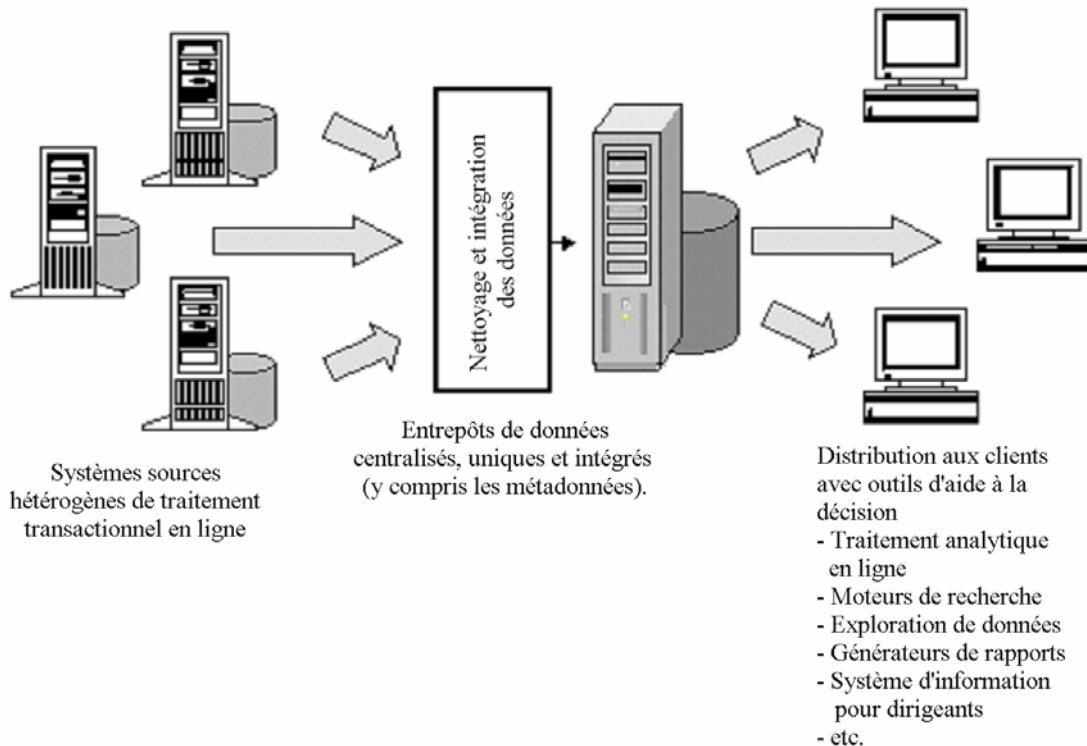 Nettoyage et intégration
des données
Systèmes sources
hétérogènes de traitement
transactionnel en ligne
Entrepôts de données
centralisés, uniques et intégrés
(y compris les métadonnées).
Distribution aux clients
avec outils d'aide à la
décision
- Traitement analytique
en ligne
- Moteurs de recherche
- Exploration de données
- Générateurs de rapports
- Système d'information
pour dirigeants
- etc.